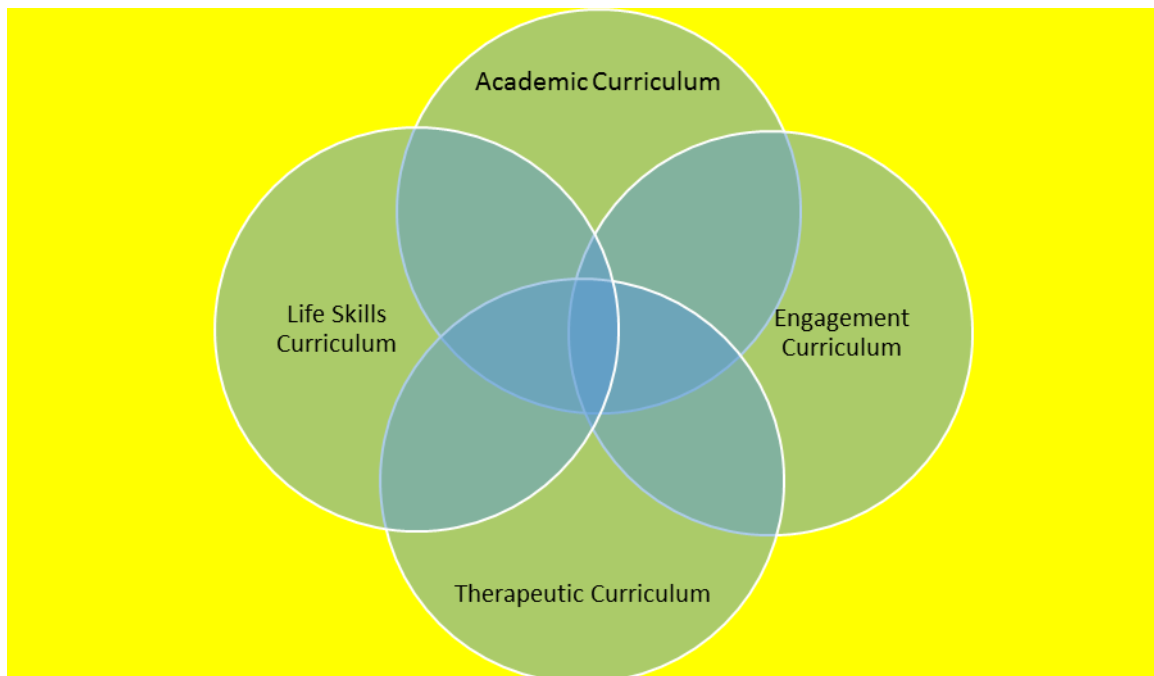 Academic Curriculum
Life Skills
Curriculum
Engagement
Curriculum
Therapeutic Curriculum